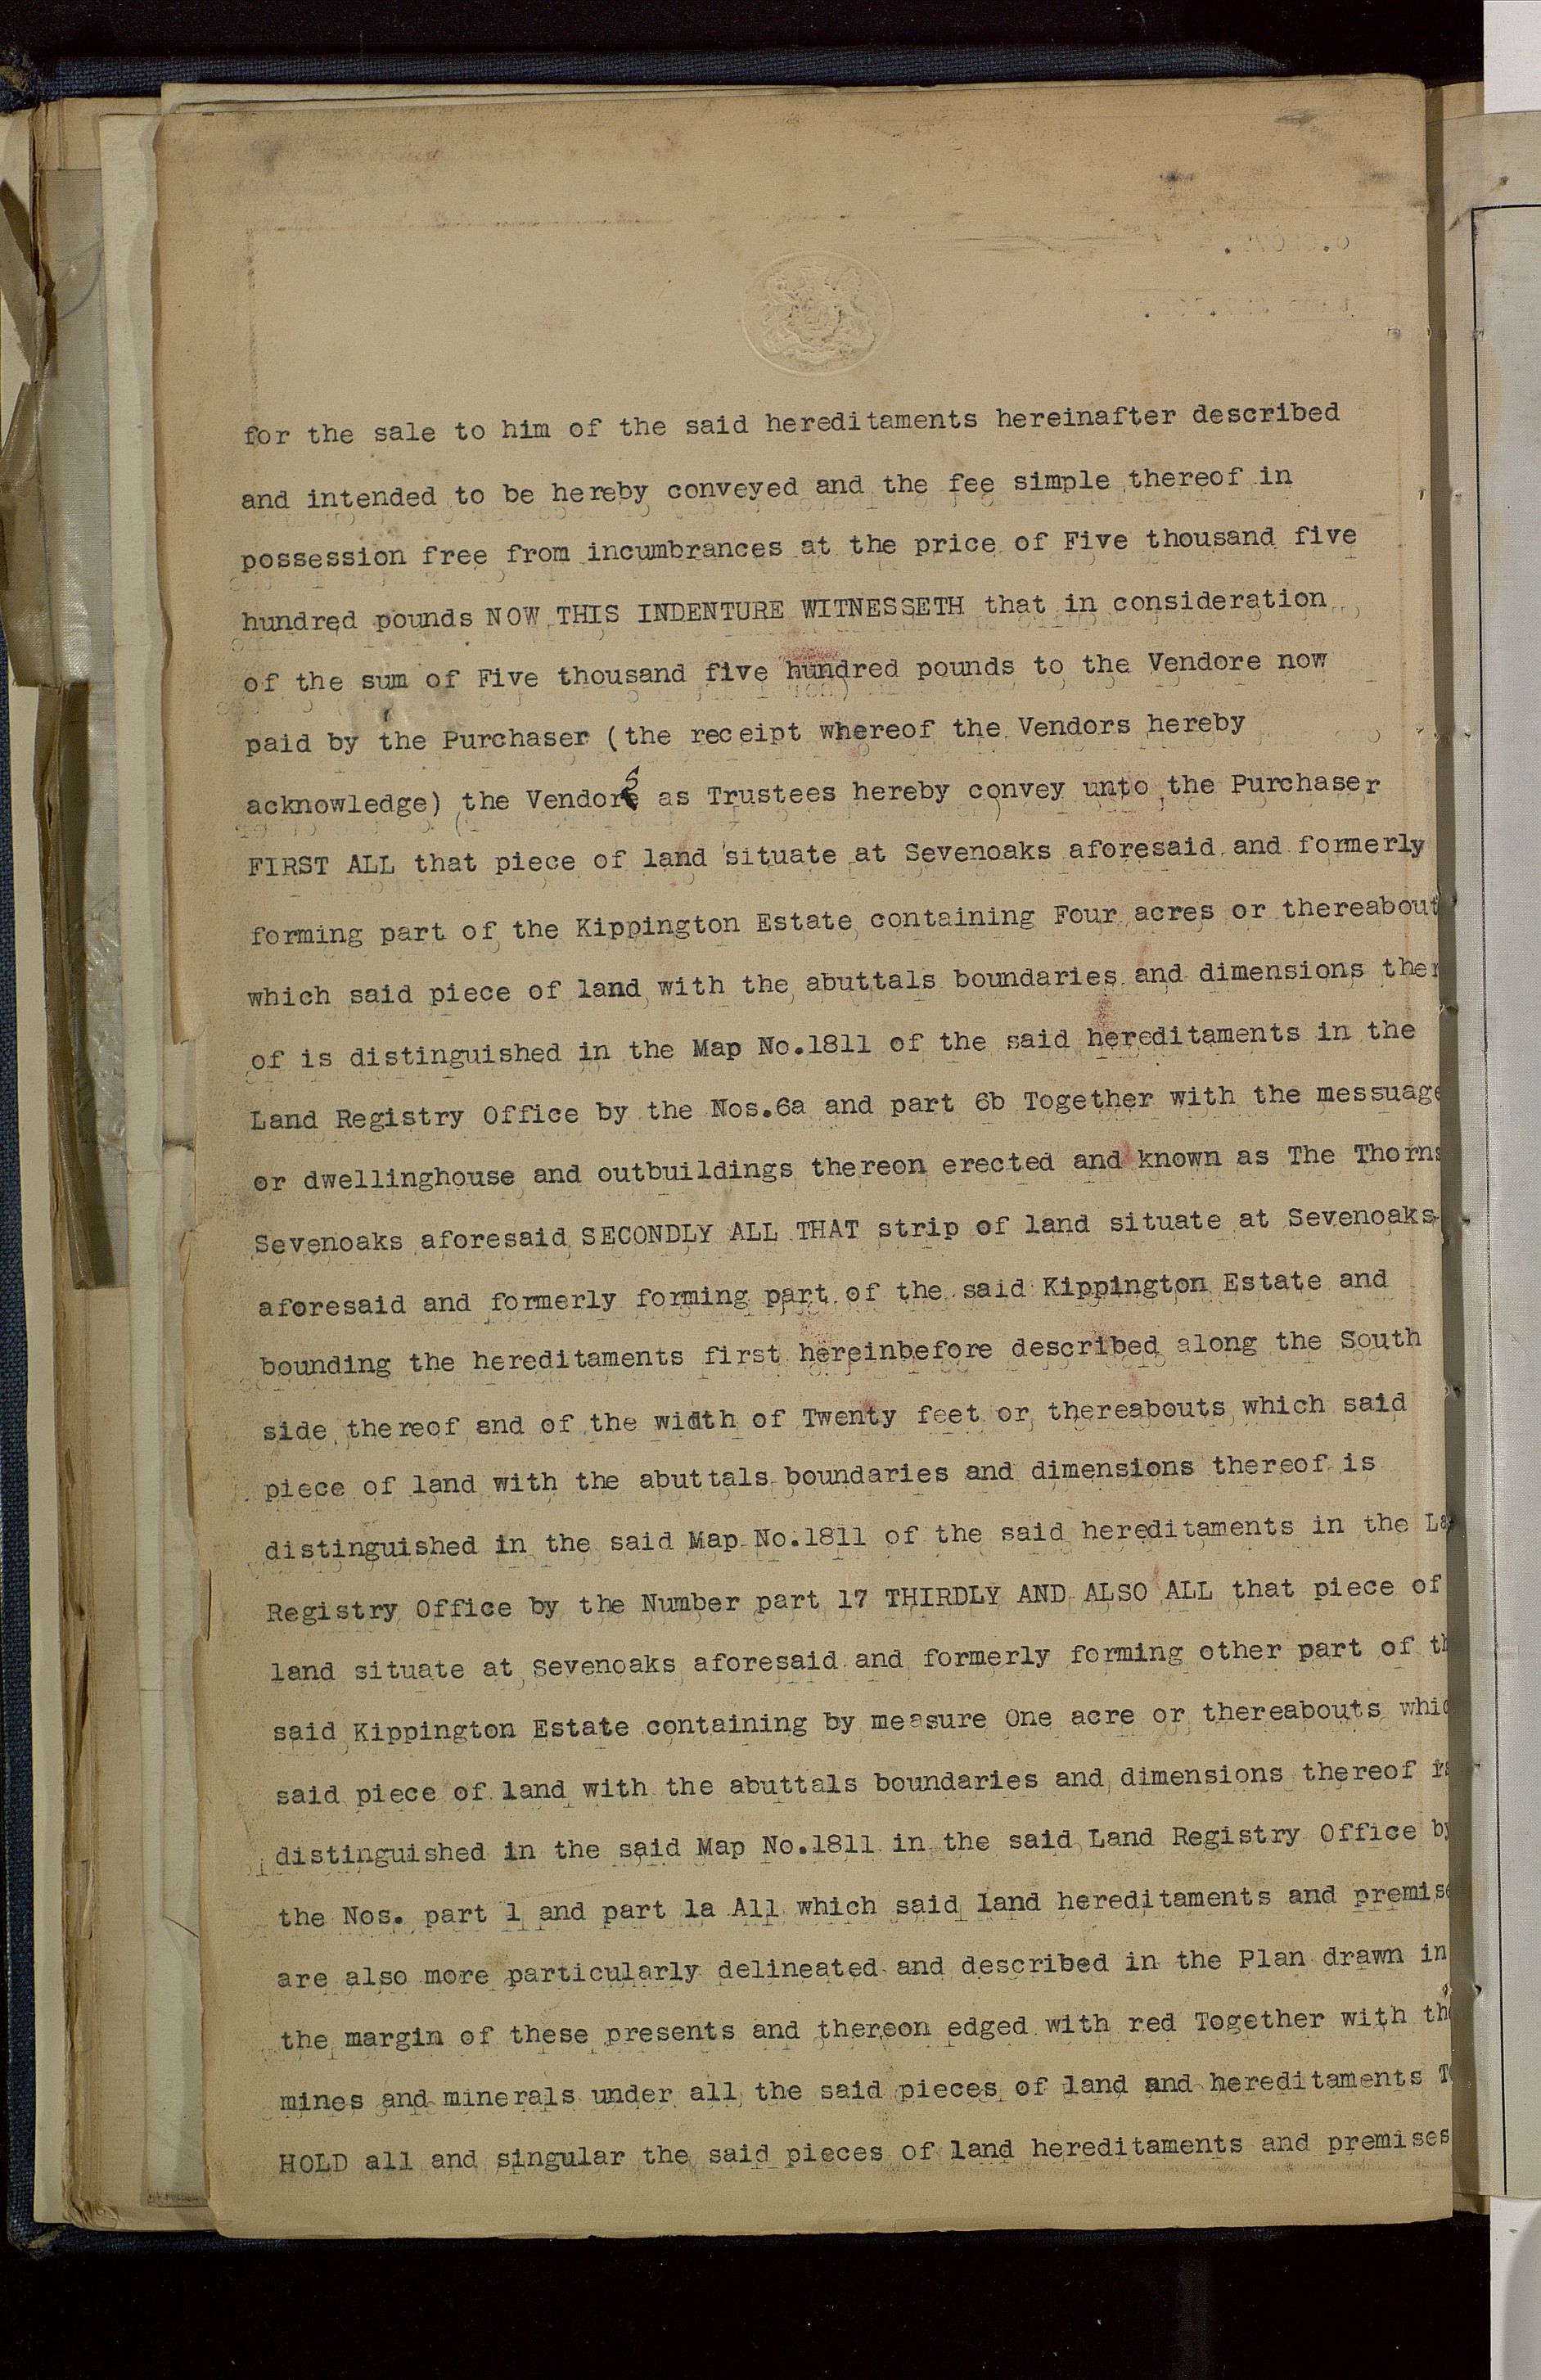 for the sale to him of the said hereditaments hereinafter described
and intended to be hereby conveyed and the fee simple thereof in
possession free from incumbrances at the price of Five thousand five
hundred pounds NOW THIS INDENTURE WITNESSETH that in consideration
of the sum of Five thousand five hundred pounds to the Vendore now
paid by the Purchaser (the receipt whereof the Vendors hereby
acknowledge) the Vendors as Trustees hereby convey unto the Purchaser
FIRST ALL that piece of land situate at Sevenoaks aforesaid and formerly
forming part of the Kippington Estate containing Four acres or thereabout
which said piece of land with the abuttals boundaries and dimensions ther
of is distinguished in the Map No.1811 of the said hereditaments in the
Land Registry Office by the Nos.6a and part 6b Together with the messuage
or dwellinghouse and outbuildings thereon erected and known as The Thorns
Sevenoaks aforesaid SECONDLY ALL THAT strip of land situate at Sevenoaks
aforesaid and formerly forming part of the said Kippington Estate and
bounding the hereditaments first hereinbefore described along the South
side thereof and of the width of Twenty feet or thereabouts which said
piece of land with the abuttals boundaries and dimensions thereof is
distinguished in the said Map No.1811 of the said hereditaments in the La
Registry Office by the Number part 17 THIRDLY AND ALSO ALL that piece of
land situate at Sevenoaks aforesaid and formerly forming other part of th
said Kippington Estate containing by measure One acre or thereabouts whic
said piece of land with the abuttals boundaries and dimensions thereof is
distinguished in the said Map No.1811 in the said Land Registry Office by
the Nos. part 1 and part 1a All which said land hereditaments and premise
are also more particularly delineated and described in the Plan drawn in
the margin of these presents and thereon edged with red Together with the
mines and minerals under all the said pieces of land and hereditaments T
HOLD all and singular the said pieces of land hereditaments and premises